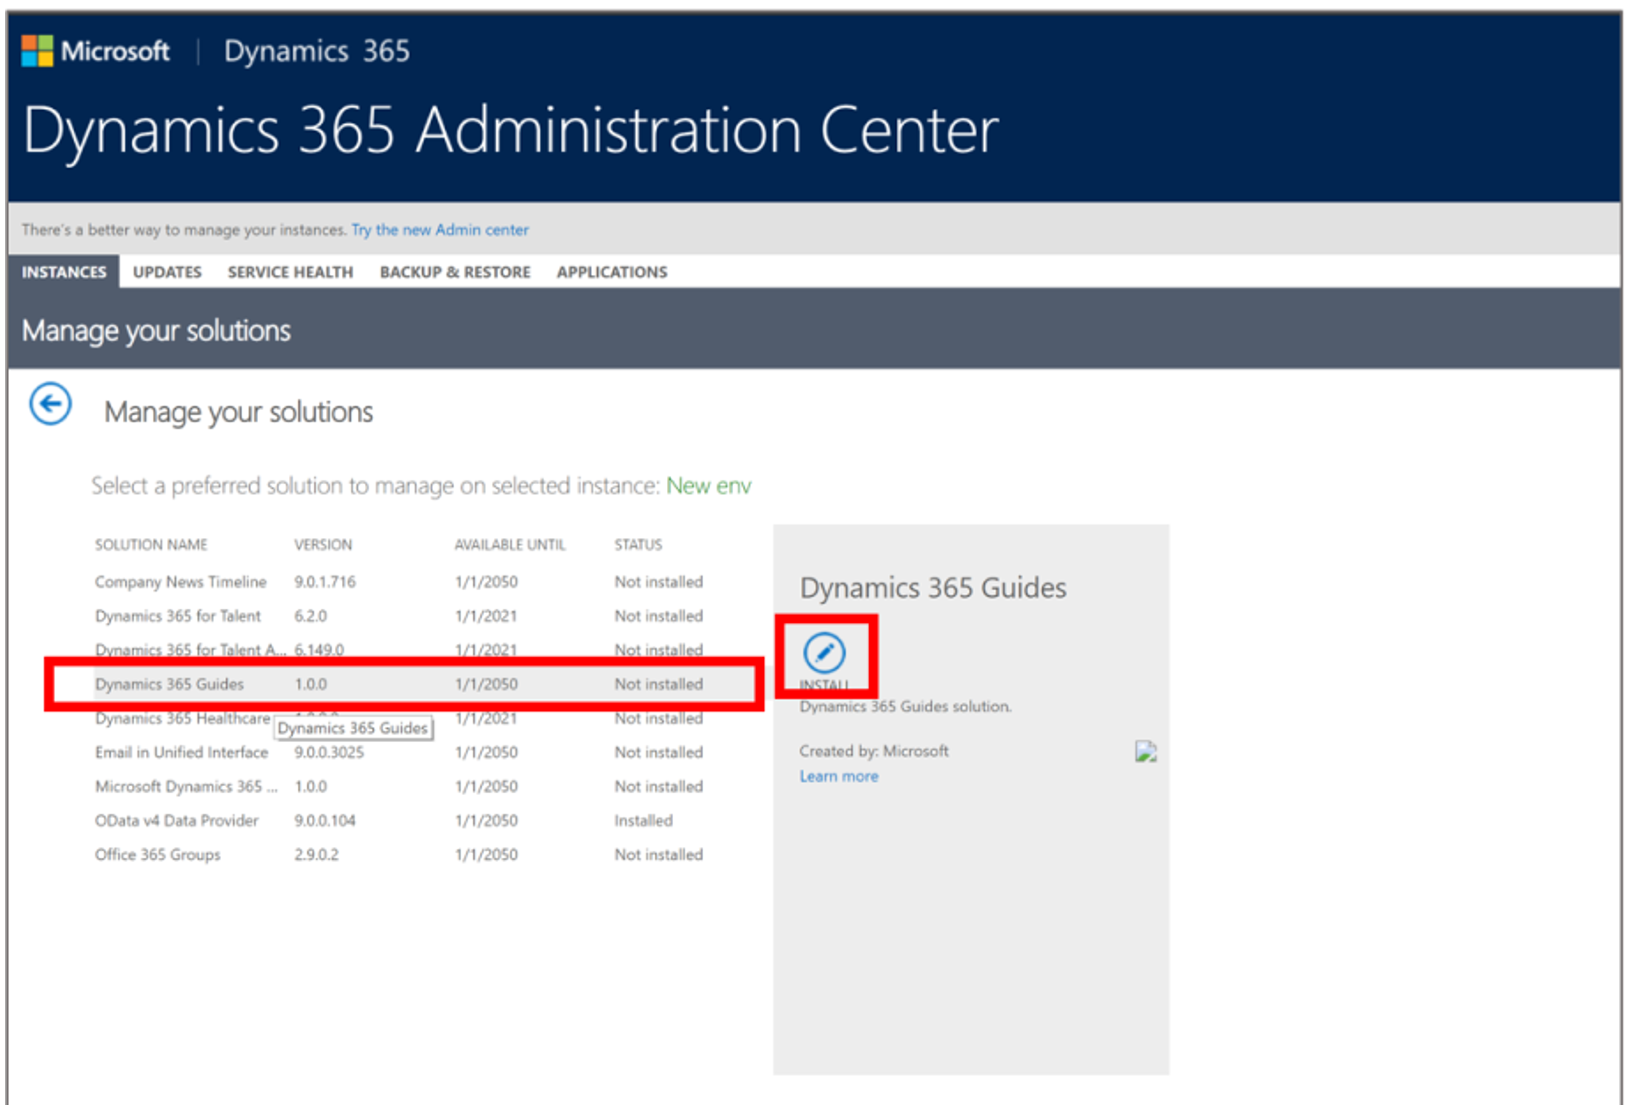 Microsoft | Dynamics 365
Dynamics 365 Administration Center
There's a better way to manage your instances. Try the new Admin center
INSTANCES UPDATES SERVICE HEALTH BACKUP & RESTORE APPLICATIONS
Manage your solutions
Manage your solutions
Select a preferred solution to manage on selected instance: New env
SOLUTION NAME VERSION AVAILABLE UNTIL STATUS
Company News Timeline 9.0.1.716 1/1/2050 Not installed
Dynamics 365 for Talent 6.2.0 1/1/2021 Not installed
Dynamics 365 for Talent A... 6.149.0 1/1/2021 Not installed
Dynamics 365 Guides 1.0.0 1/1/2050 Not installed
Dynamics 365 Healthcare 1/1/2021 Not installed
Dynamics 365 Guides
Email in Unified Interface 9.0.0.3025 1/1/2050 Not installed
Microsoft Dynamics 365 ... 1.0.0 1/1/2050 Not installed
OData v4 Data Provider 9.0.0.104 1/1/2050 Installed
Office 365 Groups 2.9.0.2 1/1/2050 Not installed
Dynamics 365 Guides
INSTALL
Dynamics 365 Guides solution.
Created by: Microsoft
Learn more